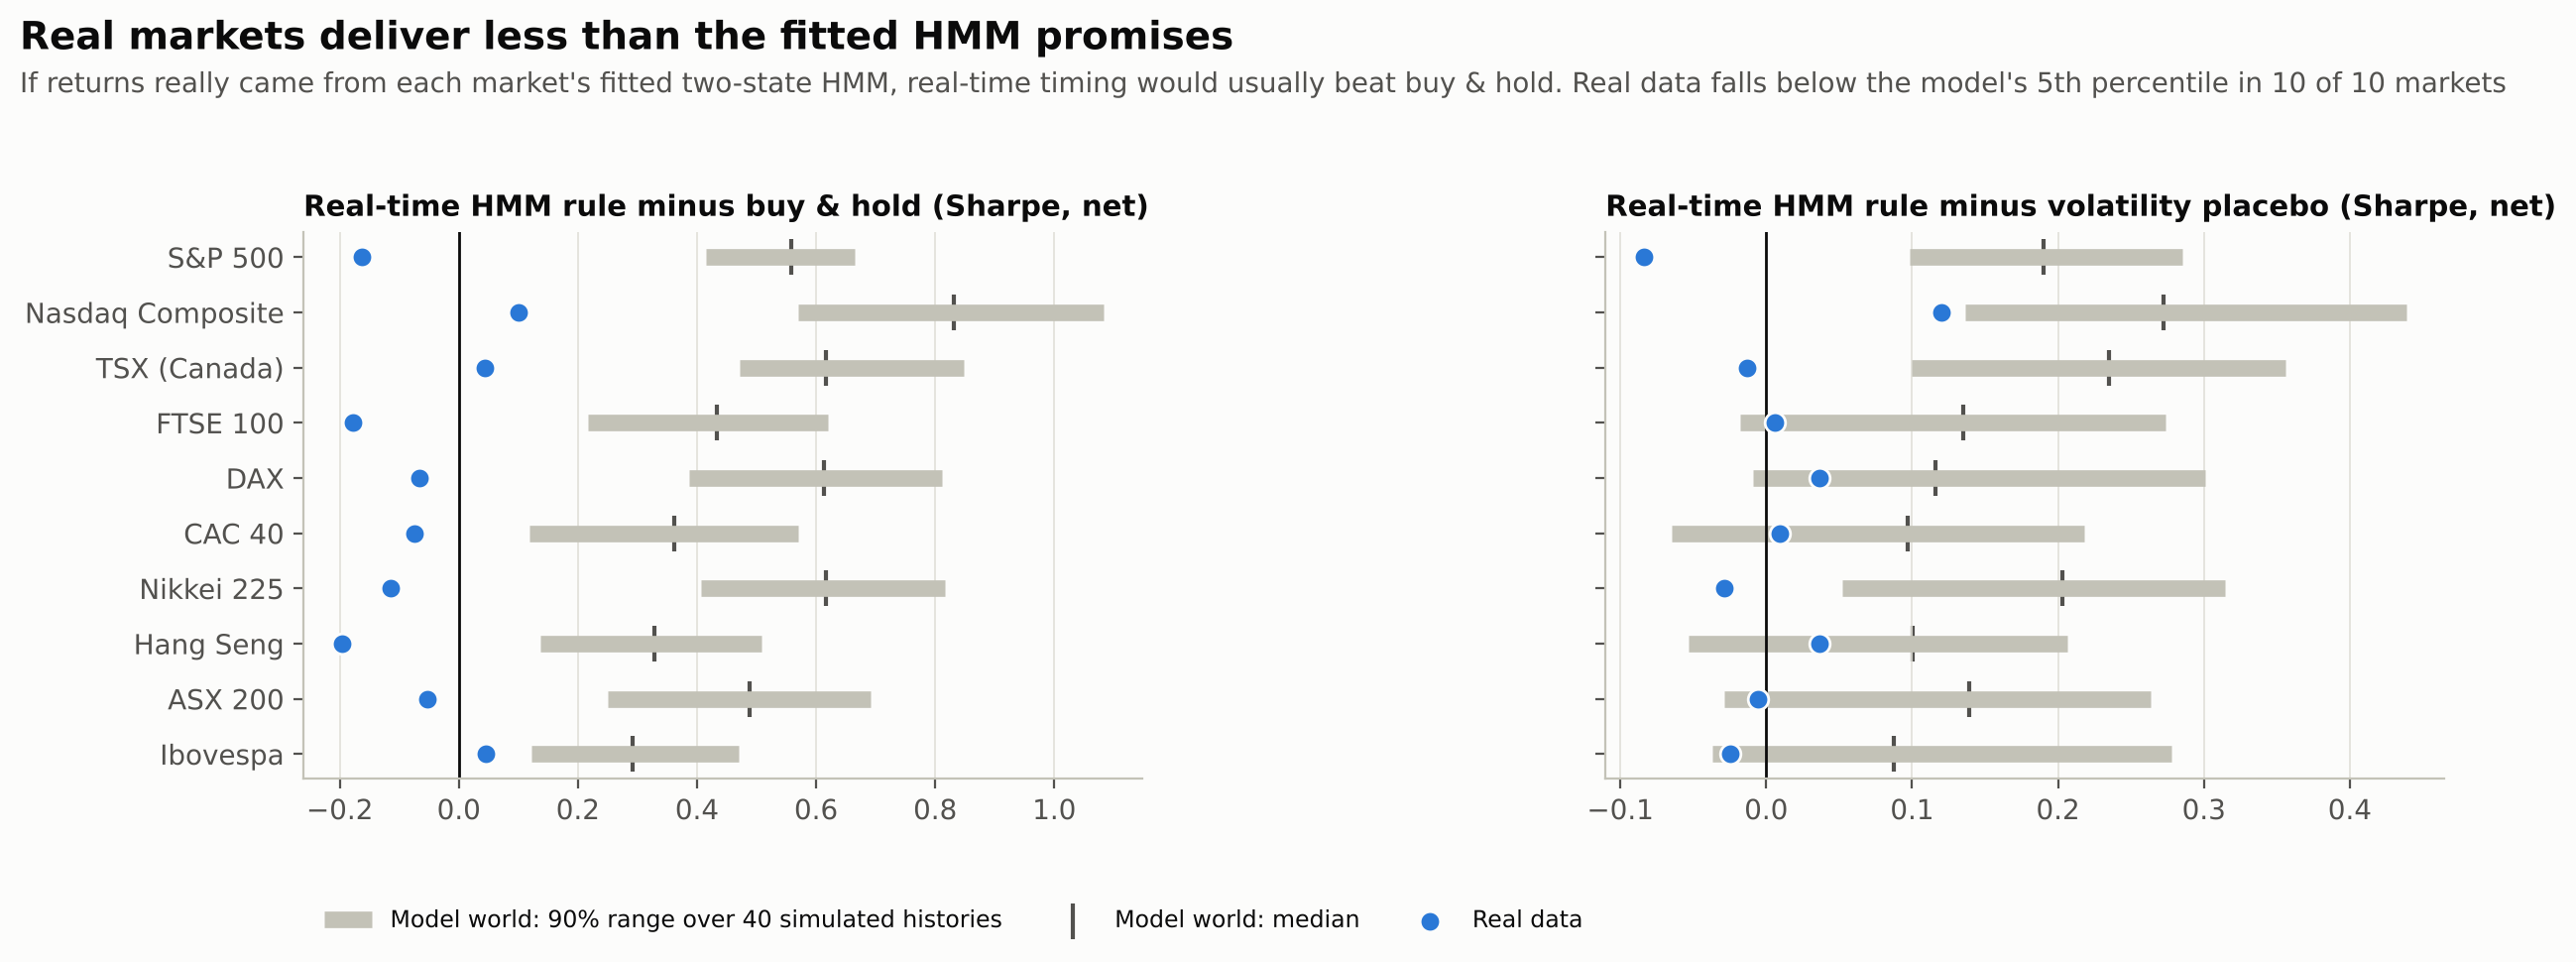 Real markets deliver less than the fitted HMM promises
If returns really came from each market's fitted two-state HMM, real-time timing would usually beat buy & hold. Real data falls below the model's 5th percentile in 10 of 10 markets
Real-time HMM rule minus buy & hold (Sharpe, net)
S&P 500
Nasdaq Composite
TSX (Canada)
FTSE 100
DAX
CAC 40
Nikkei 225
Hang Seng
ASX 200
Ibovespa
−0.2 0.0 0.2 0.4 0.6 0.8 1.0
Real-time HMM rule minus volatility placebo (Sharpe, net)
−0.1 0.0 0.1 0.2 0.3 0.4
Model world: 90% range over 40 simulated histories
Model world: median
Real data